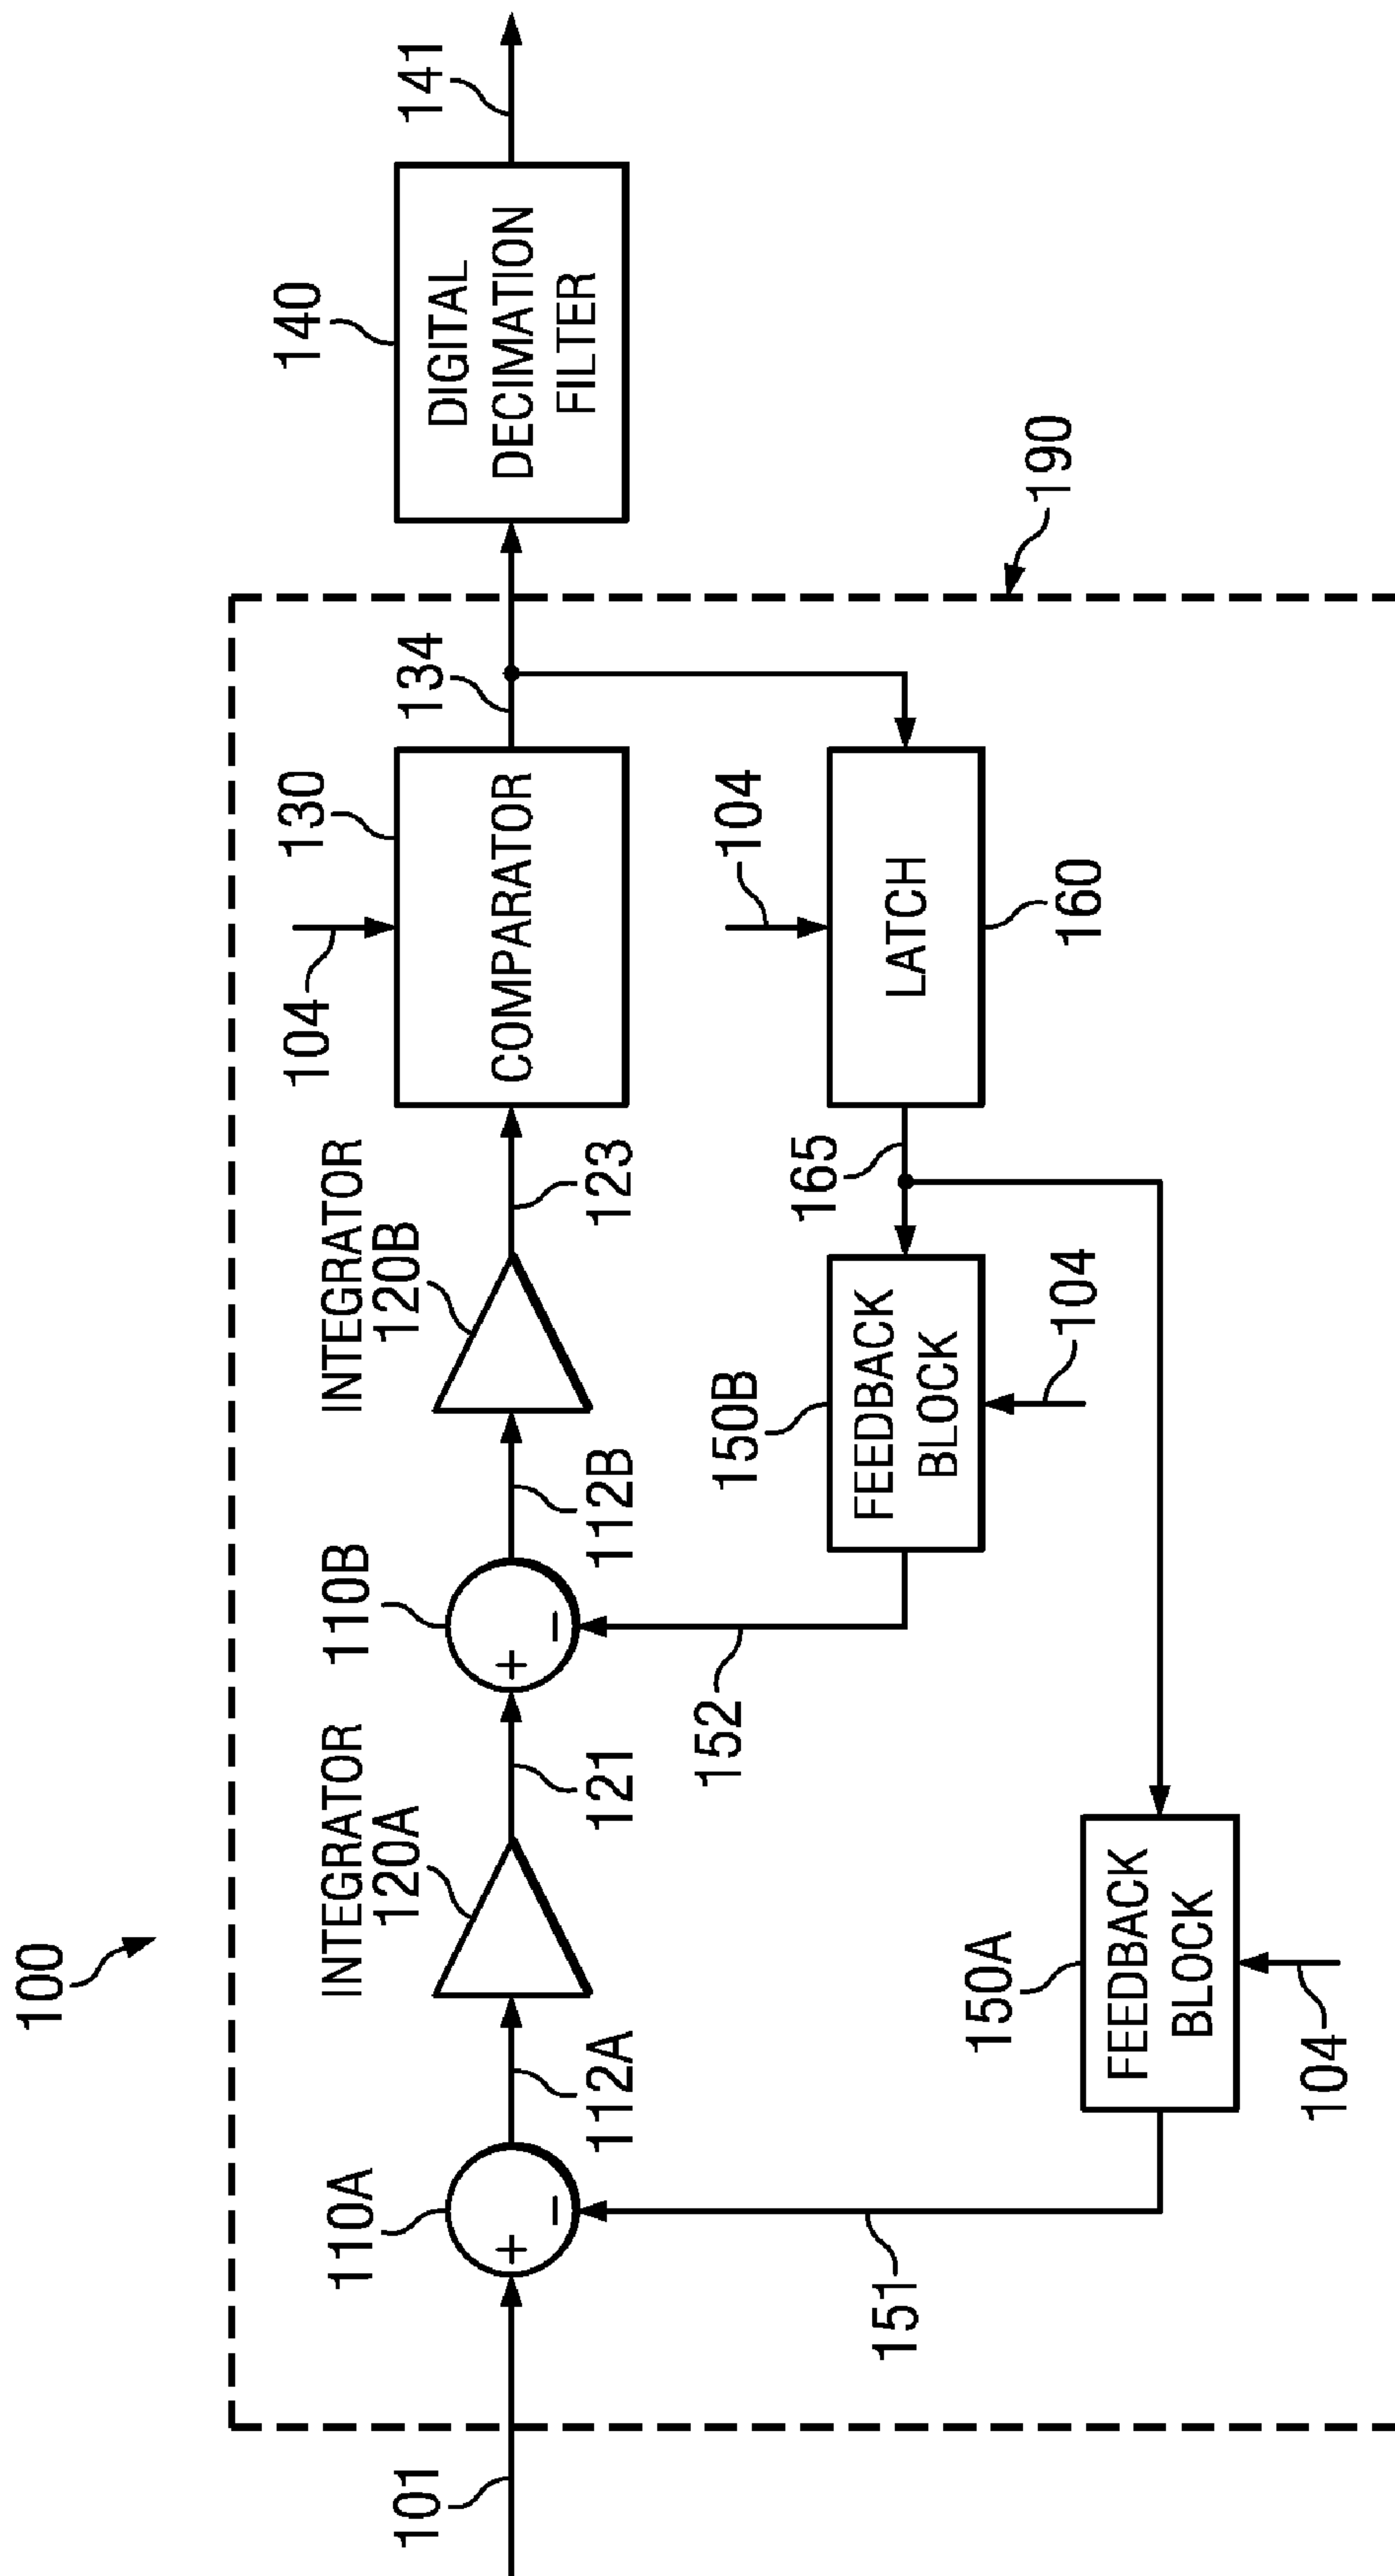 100
101
110A
+
−
112A
INTEGRATOR
120A
121
110B
+
−
112B
INTEGRATOR
120B
123
104
130
COMPARATOR
134
140
DIGITAL
DECIMATION
FILTER
141
151
152
150B
FEEDBACK
BLOCK
104
165
104
LATCH
160
190
150A
FEEDBACK
BLOCK
104